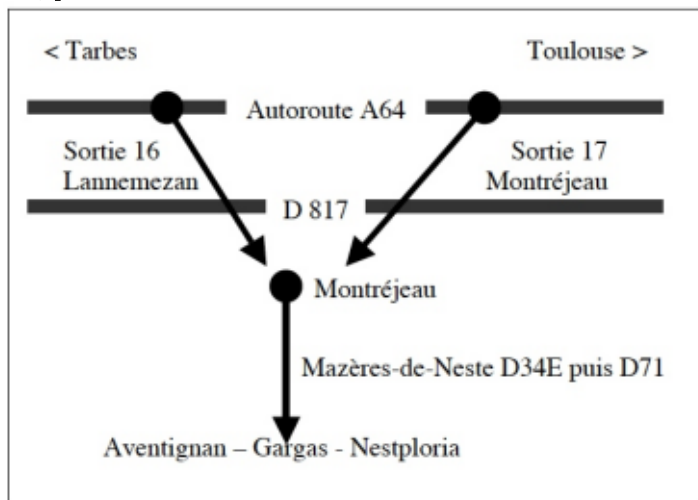 < Tarbes Toulouse >
Autoroute A64
Sortie 16 Sortie 17
Lannemezan Montréjeau
D 817
Montréjeau
Mazères-de-Neste D34E puis D71
Aventignan – Gargas - Nestploria